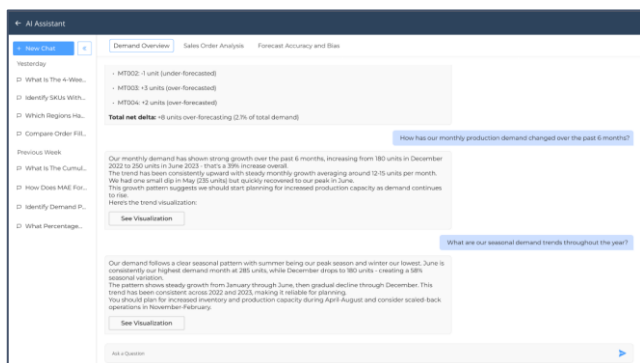 ← AI Assistant
+ New Chat
Yesterday
What Is The 4-Wee...
Identify SKUs With...
Which Regions Ha...
Compare Order Fill...
Previous Week
What Is The Cumul...
How Does MAE For...
Identify Demand P...
What Percentage...
Demand Overview Sales Order Analysis Forecast Accuracy and Bias
• MT002: -1 unit (under-forecasted)
• MT003: +3 units (over-forecasted)
• MT004: +2 units (over-forecasted)
Total net delta: +8 units over-forecasting (2.1% of total demand)
How has our monthly production demand changed over the past 6 months?
Our monthly demand has shown strong growth over the past 6 months, increasing from 180 units in December
2022 to 250 units in June 2023 - that's a 39% increase overall.
The trend has been consistently upward with steady monthly growth averaging around 12-15 units per month.
We had one small dip in May (235 units) but quickly recovered to our peak in June.
This growth pattern suggests we should start planning for increased production capacity as demand continues
to rise.
Here's the trend visualization:
See Visualization
What are our seasonal demand trends throughout the year?
Our demand follows a clear seasonal pattern with summer being our peak season and winter our lowest. June is
consistently our highest demand month at 285 units, while December drops to 180 units - creating a 58%
seasonal variation.
The pattern shows steady growth from January through June, then gradual decline through December. This
trend has been consistent across 2022 and 2023, making it reliable for planning.
You should plan for increased inventory and production capacity during April-August and consider scaled-back
operations in November-February.
See Visualization
Ask a Question